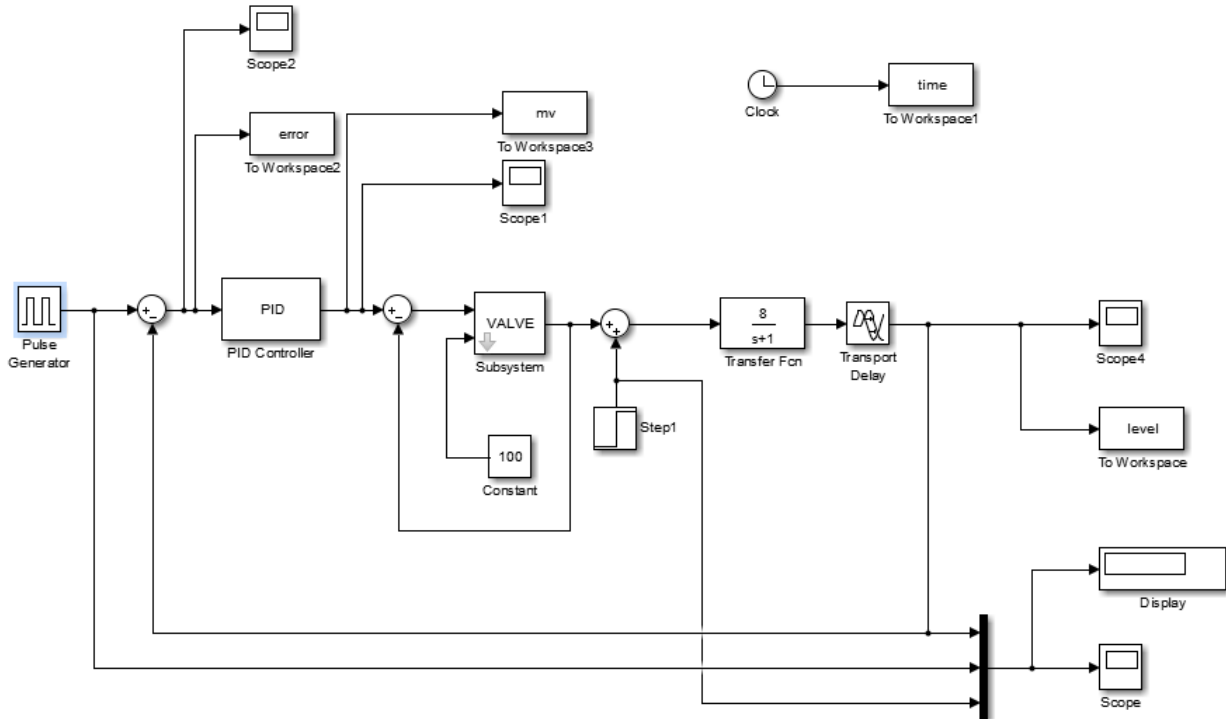 Scope2
error
To Workspace2
mv
To Workspace3
Scope1
Clock
time
To Workspace1
Pulse
Generator
+
-
PID
PID Controller
+
-
VALVE
Subsystem
100
Constant
+
+
Step1
8
s+1
Transfer Fcn
Transport
Delay
Scope4
level
To Workspace
Display
Scope